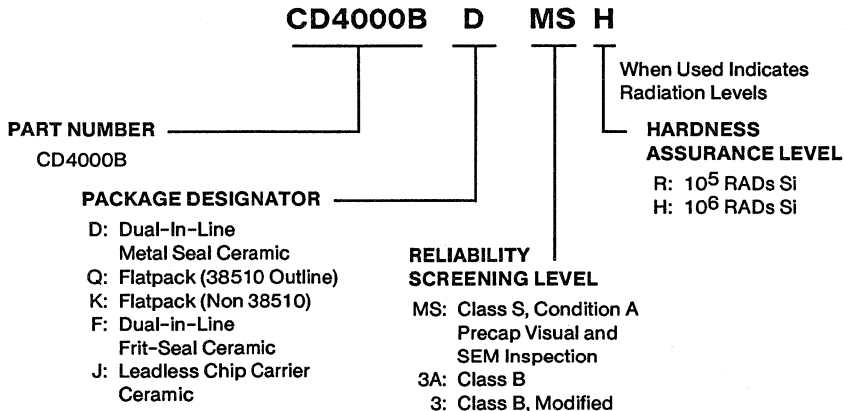 CD4000B D MS H
When Used Indicates
Radiation Levels
PART NUMBER
CD4000B
HARDNESS
ASSURANCE LEVEL
R: 10⁵ RADs Si
H: 10⁶ RADs Si
PACKAGE DESIGNATOR
D: Dual-In-Line
Metal Seal Ceramic
Q: Flatpack (38510 Outline)
K: Flatpack (Non 38510)
F: Dual-in-Line
Frit-Seal Ceramic
J: Leadless Chip Carrier
Ceramic
RELIABILITY
SCREENING LEVEL
MS: Class S, Condition A
Precap Visual and
SEM Inspection
3A: Class B
3: Class B, Modified